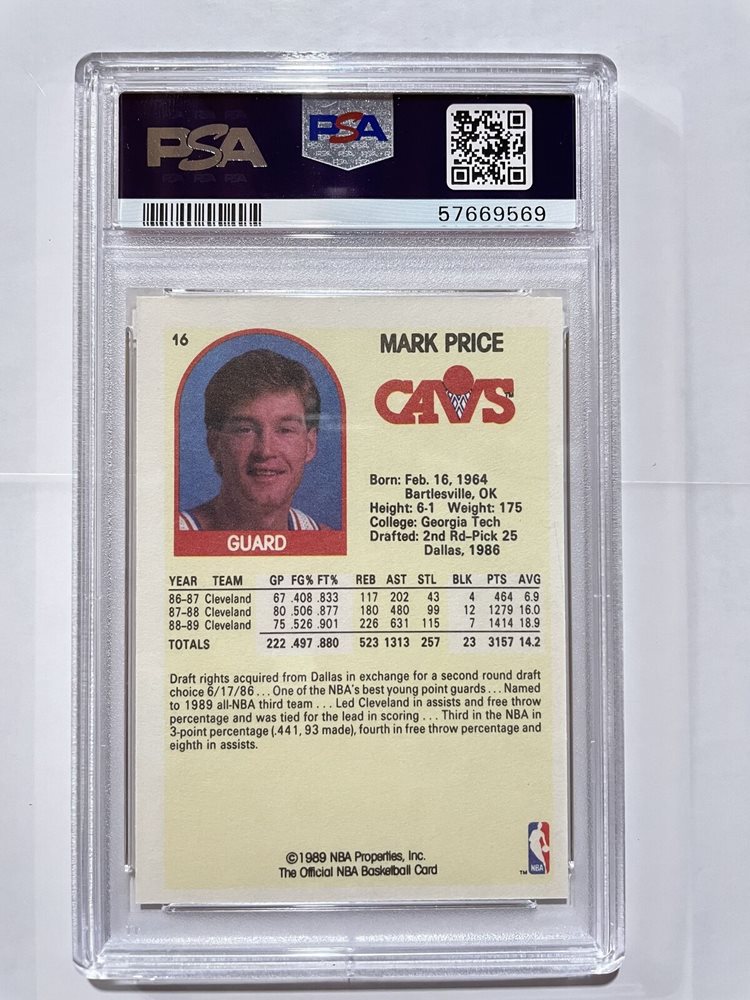 PSA
PSA
57669569
16
MARK PRICE
CAVS
TM
Born: Feb. 16, 1964
Bartlesville, OK
Height: 6-1 Weight: 175
College: Georgia Tech
Drafted: 2nd Rd-Pick 25
Dallas, 1986
GUARD
YEAR TEAM GP FG% FT% REB AST STL BLK PTS AVG
86-87 Cleveland 67 .408 .833 117 202 43 4 464 6.9
87-88 Cleveland 80 .506 .877 180 480 99 12 1279 16.0
88-89 Cleveland 75 .526 .901 226 631 115 7 1414 18.9
TOTALS 222 .497 .880 523 1313 257 23 3157 14.2
Draft rights acquired from Dallas in exchange for a second round draft
choice 6/17/86 . . . One of the NBA's best young point guards . . . Named
to 1989 all-NBA third team . . . Led Cleveland in assists and free throw
percentage and was tied for the lead in scoring . . . Third in the NBA in
3-point percentage (.441, 93 made), fourth in free throw percentage and
eighth in assists.
©1989 NBA Properties, Inc.
The Official NBA Basketball Card
TM
NBA